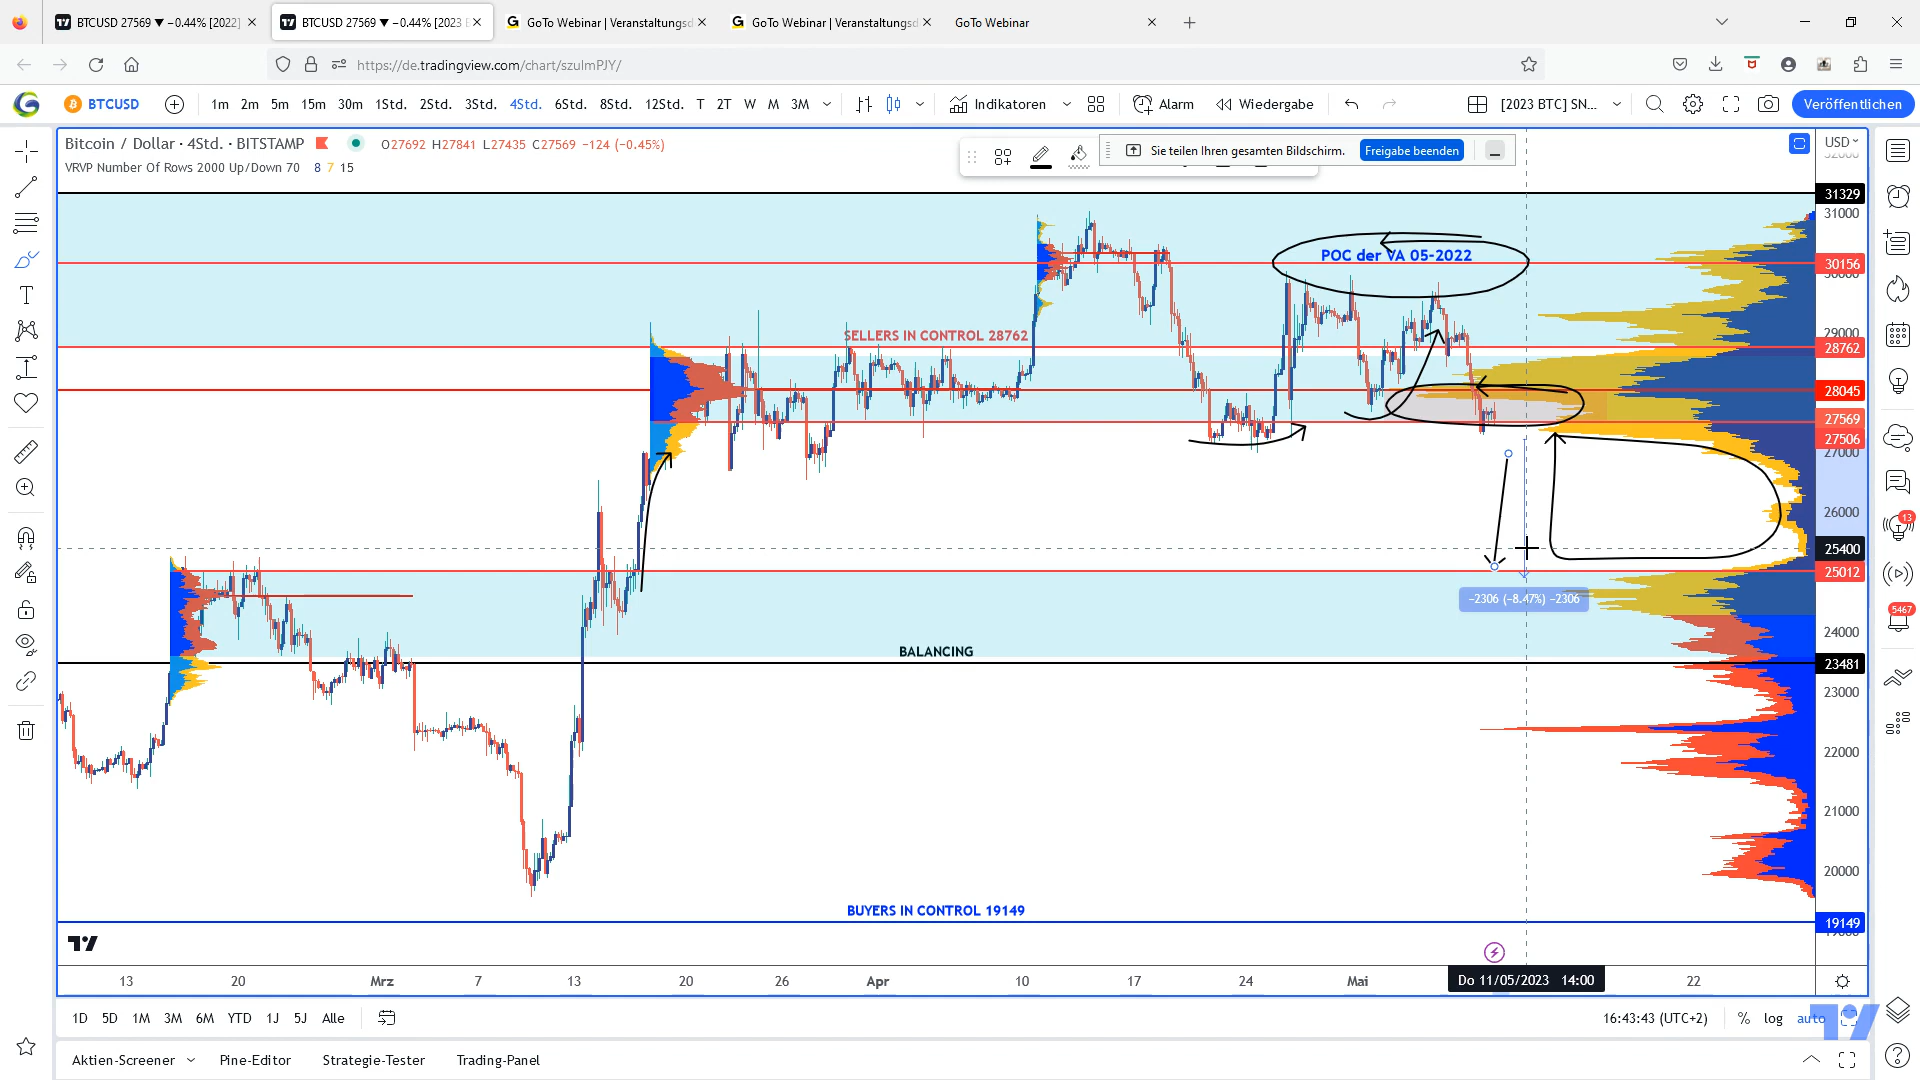 BTCUSD 27569 ▼ −0.44% [2022]
BTCUSD 27569 ▼ −0.44% [2023
GoTo Webinar | Veranstaltungsd
GoTo Webinar | Veranstaltungsd
GoTo Webinar
https://de.tradingview.com/chart/szulmPJY/
BTCUSD
1m 2m 5m 15m 30m 1Std. 2Std. 3Std. 4Std. 6Std. 8Std. 12Std. T 2T W M 3M
Indikatoren
Alarm
Wiedergabe
[2023 BTC] SN...
Veröffentlichen
Bitcoin / Dollar · 4Std. · BITSTAMP
O27692 H27841 L27435 C27569 −124 (−0.45%)
VRVP Number Of Rows 2000 Up/Down 70 8 7 15
Sie teilen Ihren gesamten Bildschirm.
Freigabe beenden
USD
31329
31000
POC der VA 05-2022
30156
SELLERS IN CONTROL 28762
29000
28762
28045
27569
27506
27000
26000
25400
25012
−2306 (−8.47%) −2306
24000
BALANCING
23481
23000
22000
21000
20000
BUYERS IN CONTROL 19149
19149
13 20 Mrz 7 13 20 26 Apr 10 17 24 Mai
Do 11/05/2023 14:00
22
1D 5D 1M 3M 6M YTD 1J 5J Alle
16:43:43 (UTC+2)
% log auto
Aktien-Screener
Pine-Editor
Strategie-Tester
Trading-Panel
13
5467